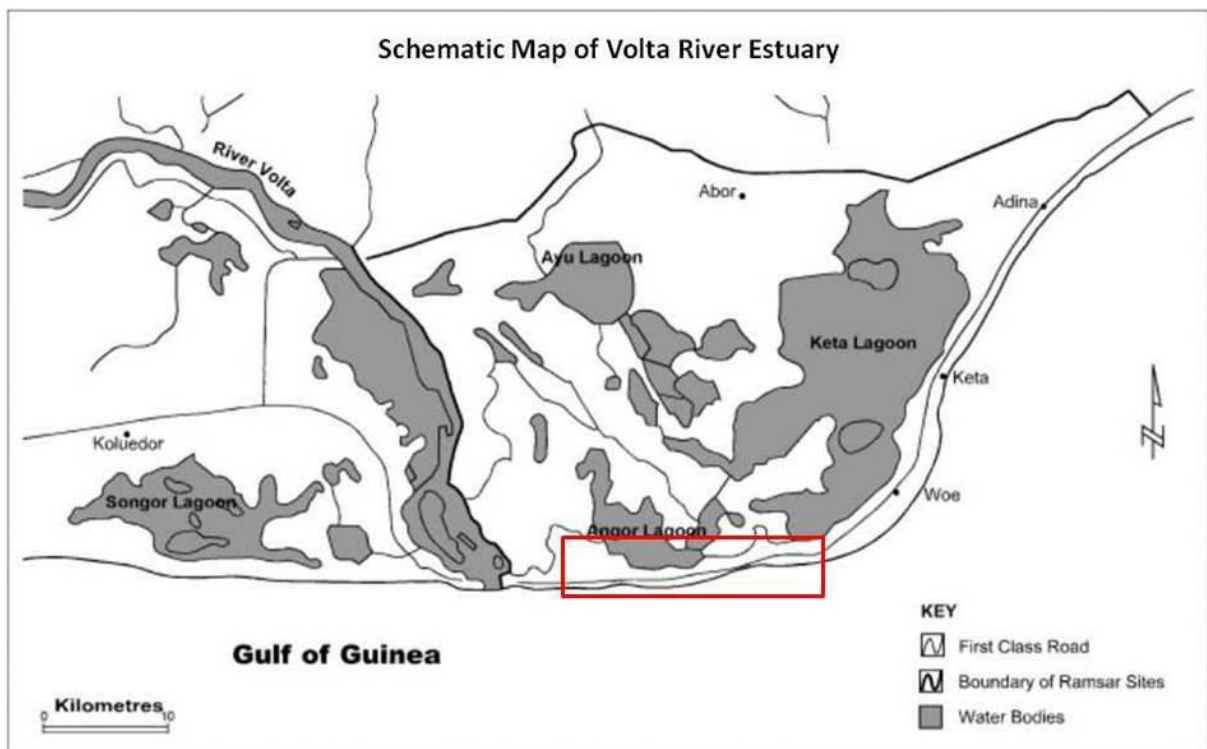 Schematic Map of Volta River Estuary
River Volta
Abor
Adina
Ayu Lagoon
Keta Lagoon
Keta
Koluedor
Songor Lagoon
Woe
Angor Lagoon
Gulf of Guinea
KEY
First Class Road
Boundary of Ramsar Sites
Water Bodies
Kilometres
0 10